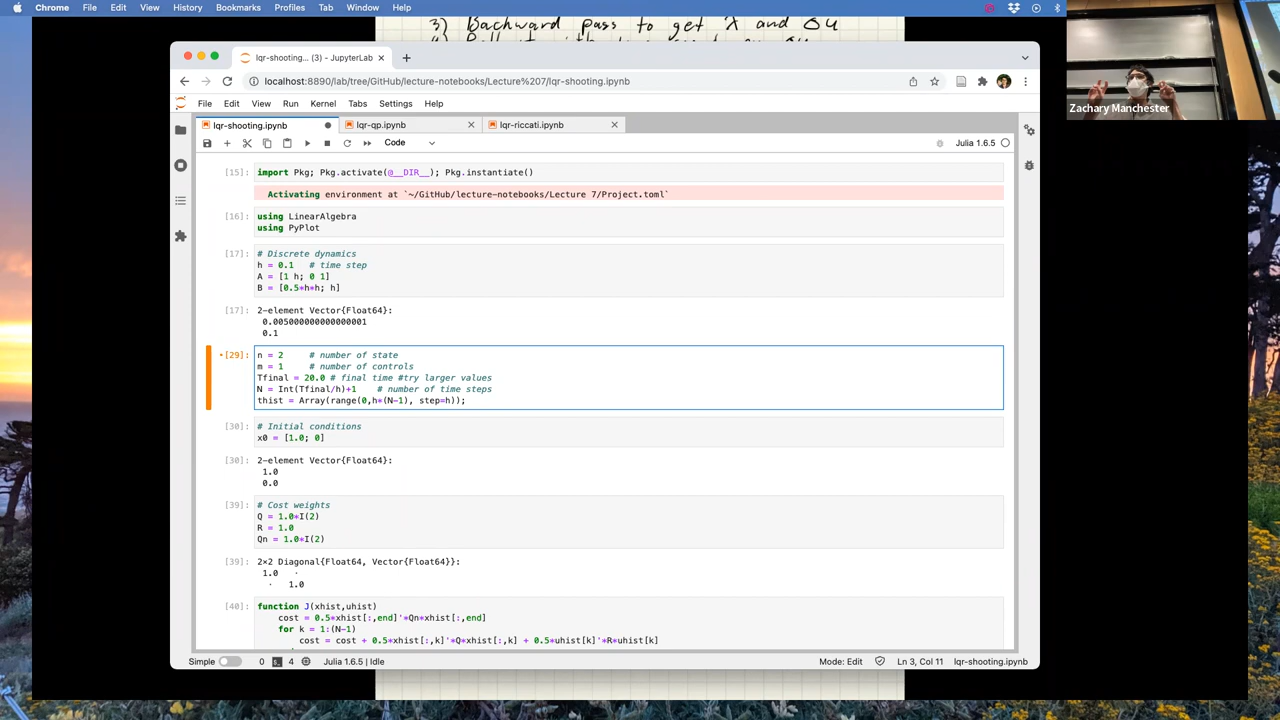 Chrome File Edit View History Bookmarks Profiles Tab Window Help
3) Backward pass to get λ and ΔU
Zachary Manchester
lqr-shooting... (3) - JupyterLab
localhost:8890/lab/tree/GitHub/lecture-notebooks/Lecture%207/lqr-shooting.ipynb
File Edit View Run Kernel Tabs Settings Help
lqr-shooting.ipynb lqr-qp.ipynb lqr-riccati.ipynb
Code Julia 1.6.5
[15]: import Pkg; Pkg.activate(@__DIR__); Pkg.instantiate()
Activating environment at `~/GitHub/lecture-notebooks/Lecture 7/Project.toml`
[16]: using LinearAlgebra
using PyPlot
[17]: # Discrete dynamics
h = 0.1 # time step
A = [1 h; 0 1]
B = [0.5*h*h; h]
[17]: 2-element Vector{Float64}:
0.005000000000000001
0.1
[29]: n = 2 # number of state
m = 1 # number of controls
Tfinal = 20.0 # final time #try larger values
N = Int(Tfinal/h)+1 # number of time steps
thist = Array(range(0,h*(N-1), step=h));
[30]: # Initial conditions
x0 = [1.0; 0]
[30]: 2-element Vector{Float64}:
1.0
0.0
[39]: # Cost weights
Q = 1.0*I(2)
R = 1.0
Qn = 1.0*I(2)
[39]: 2×2 Diagonal{Float64, Vector{Float64}}:
1.0 ⋅
⋅ 1.0
[40]: function J(xhist,uhist)
cost = 0.5*xhist[:,end]'*Qn*xhist[:,end]
for k = 1:(N-1)
cost = cost + 0.5*xhist[:,k]'*Q*xhist[:,k] + 0.5*uhist[k]'*R*uhist[k]
Simple 0 4 Julia 1.6.5 | Idle Mode: Edit Ln 3, Col 11 lqr-shooting.ipynb